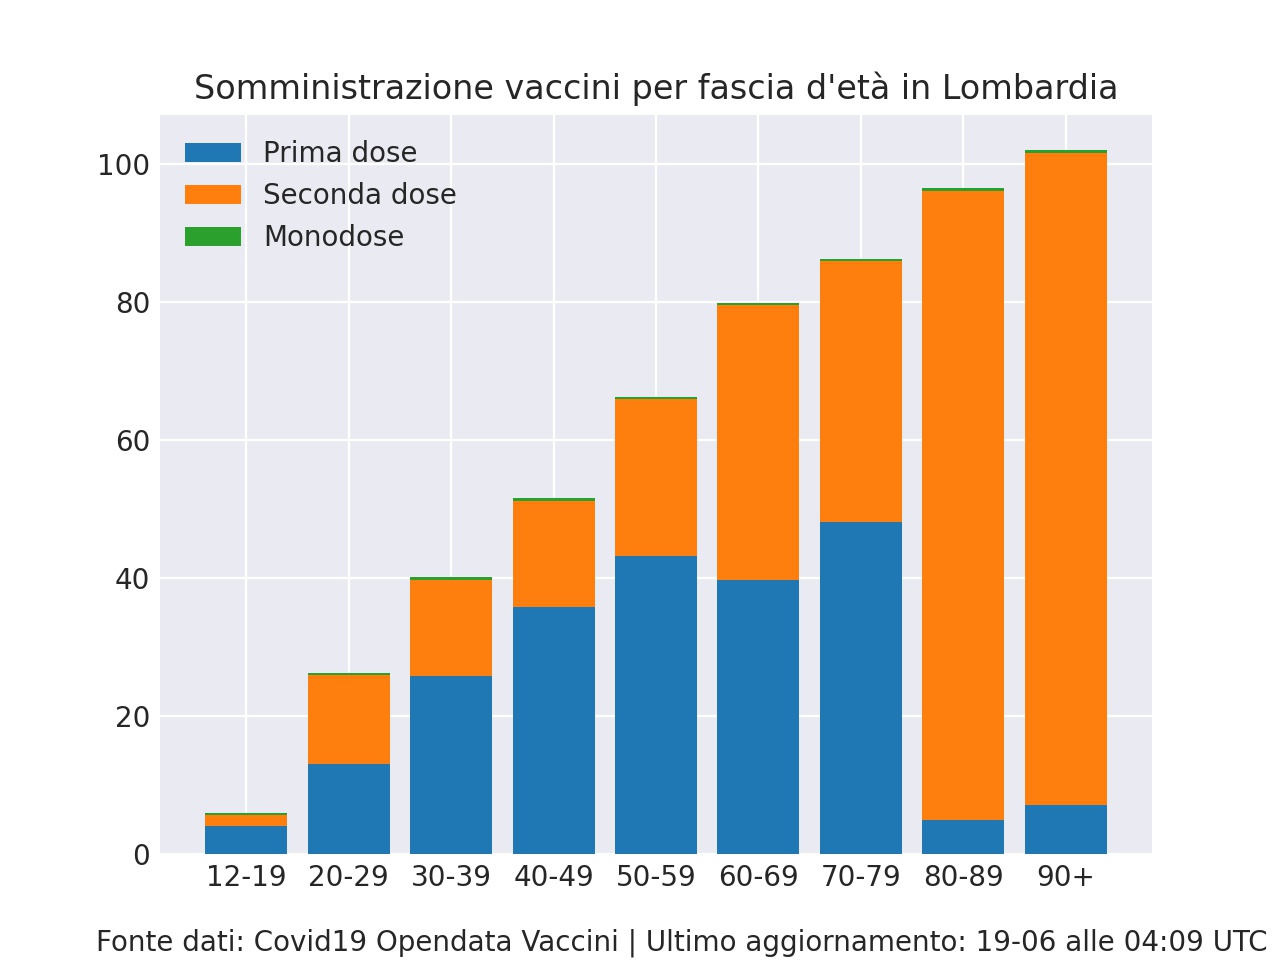 Somministrazione vaccini per fascia d'età in Lombardia
Prima dose
Seconda dose
Monodose
100
80
60
40
20
0
12-19 20-29 30-39 40-49 50-59 60-69 70-79 80-89 90+
Fonte dati: Covid19 Opendata Vaccini | Ultimo aggiornamento: 19-06 alle 04:09 UTC